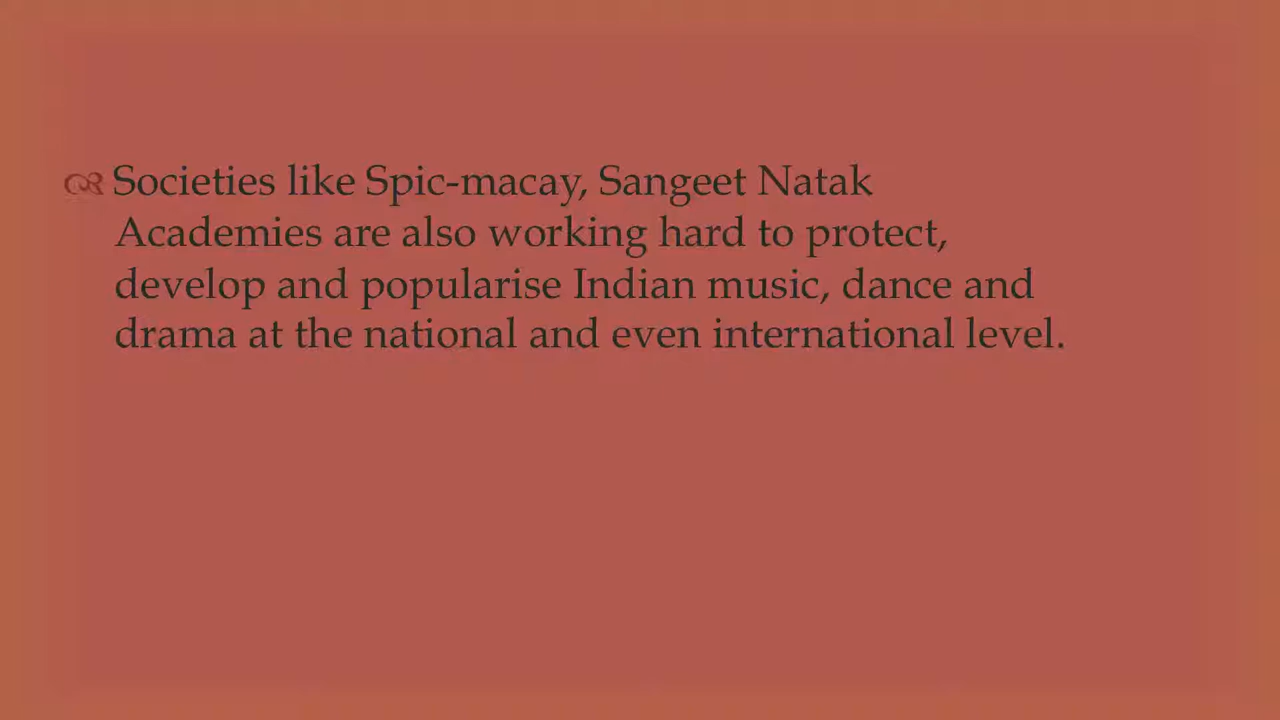 Societies like Spic-macay, Sangeet Natak
Academies are also working hard to protect,
develop and popularise Indian music, dance and
drama at the national and even international level.